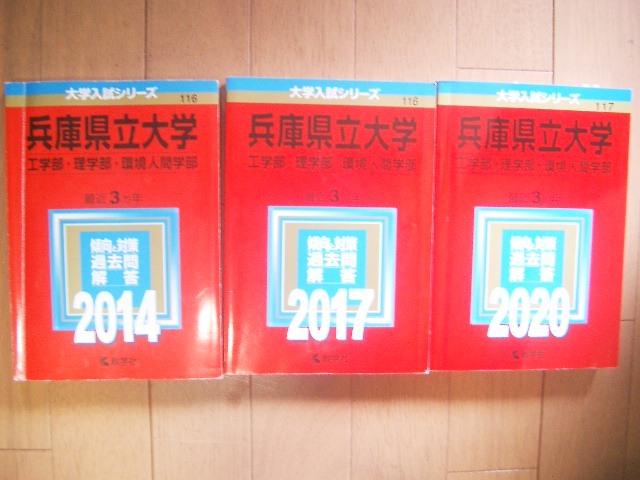 大学入試シリーズ
116
兵庫県立大学
工学部・理学部・環境人間学部
最近3カ年
傾向と対策
過去問
解答
2014
教学社
大学入試シリーズ
116
兵庫県立大学
工学部・理学部・環境人間学部
最近3カ年
傾向と対策
過去問
解答
2017
教学社
大学入試シリーズ
117
兵庫県立大学
工学部・理学部・環境人間学部
最近3カ年
傾向と対策
過去問
解答
2020
教学社